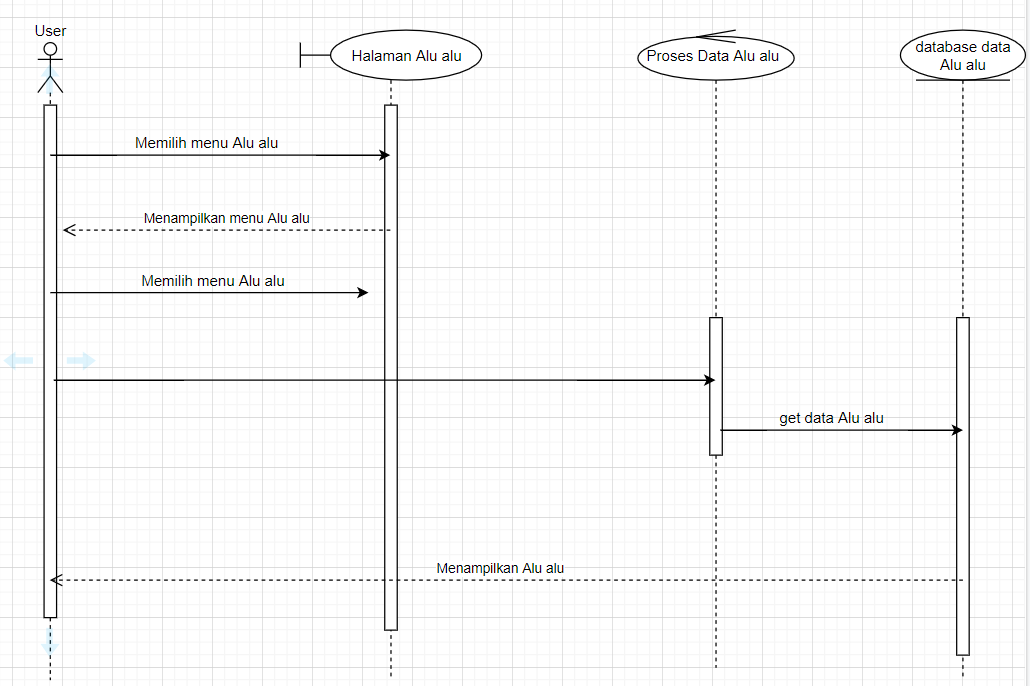 User
Halaman Alu alu
Proses Data Alu alu
database data
Alu alu
Memilih menu Alu alu
Menampilkan menu Alu alu
Memilih menu Alu alu
get data Alu alu
Menampilkan Alu alu